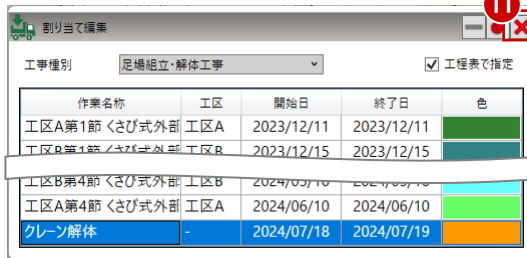 11
割り当て編集
工事種別 足場組立・解体工事 工程表で指定
作業名称 工区 開始日 終了日 色
工区A第1節 くさび式外部 工区A 2023/12/11 2023/12/11
工区B第1節 くさび式外部 工区B 2023/12/15 2023/12/15
工区B第4節 くさび式外部 工区B
工区A第4節 くさび式外部 工区A 2024/06/10 2024/06/10
クレーン解体 - 2024/07/18 2024/07/19